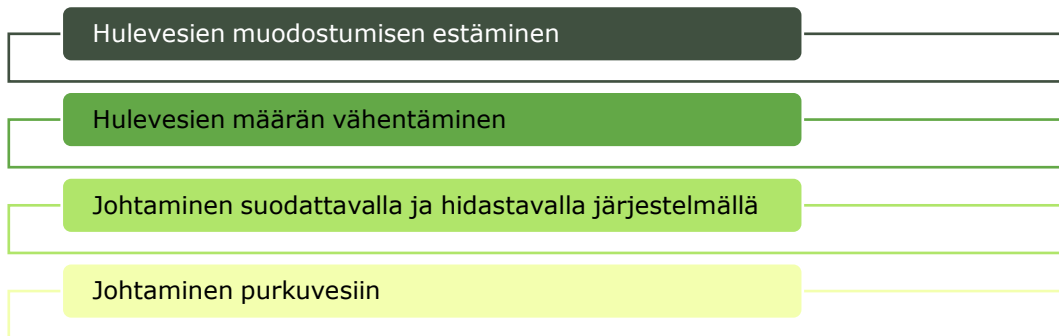 Hulevesien muodostumisen estäminen
Hulevesien määrän vähentäminen
Johtaminen suodattavalla ja hidastavalla järjestelmällä
Johtaminen purkuvesiin